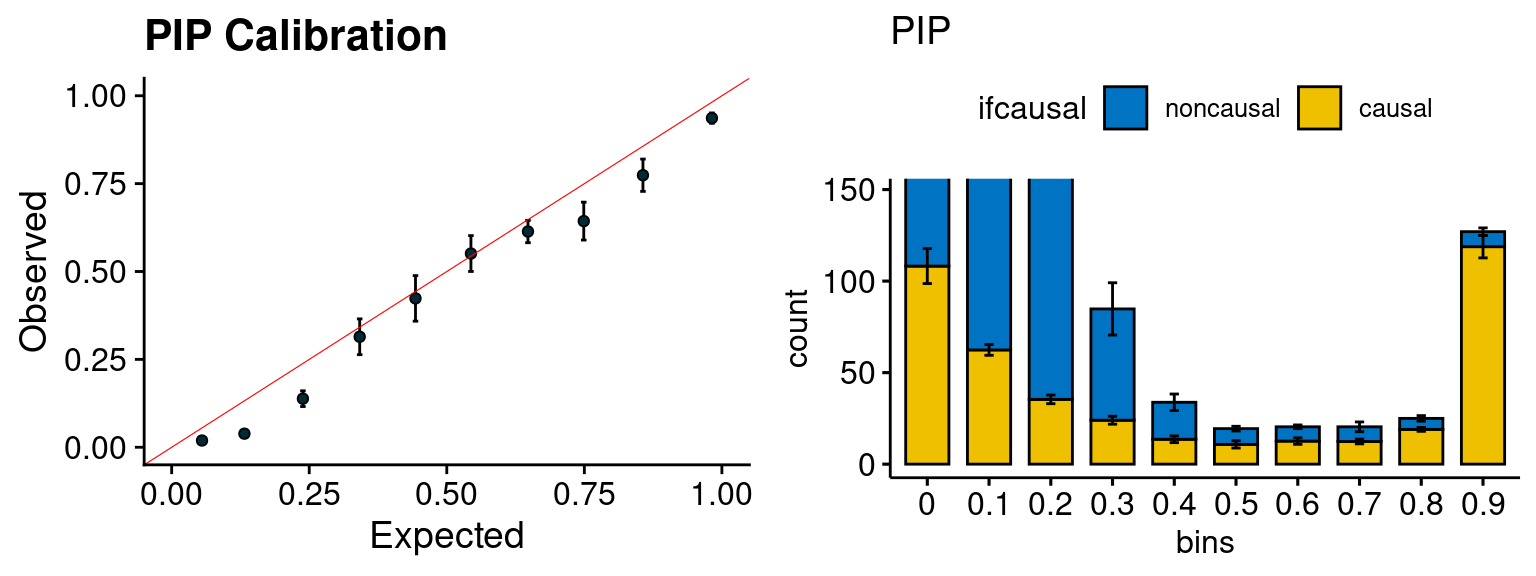 PIP Calibration
1.00
0.75
0.50
0.25
0.00
Observed
0.00 0.25 0.50 0.75 1.00
Expected
PIP
ifcausal noncausal causal
150
100
50
0
count
0 0.1 0.2 0.3 0.4 0.5 0.6 0.7 0.8 0.9
bins